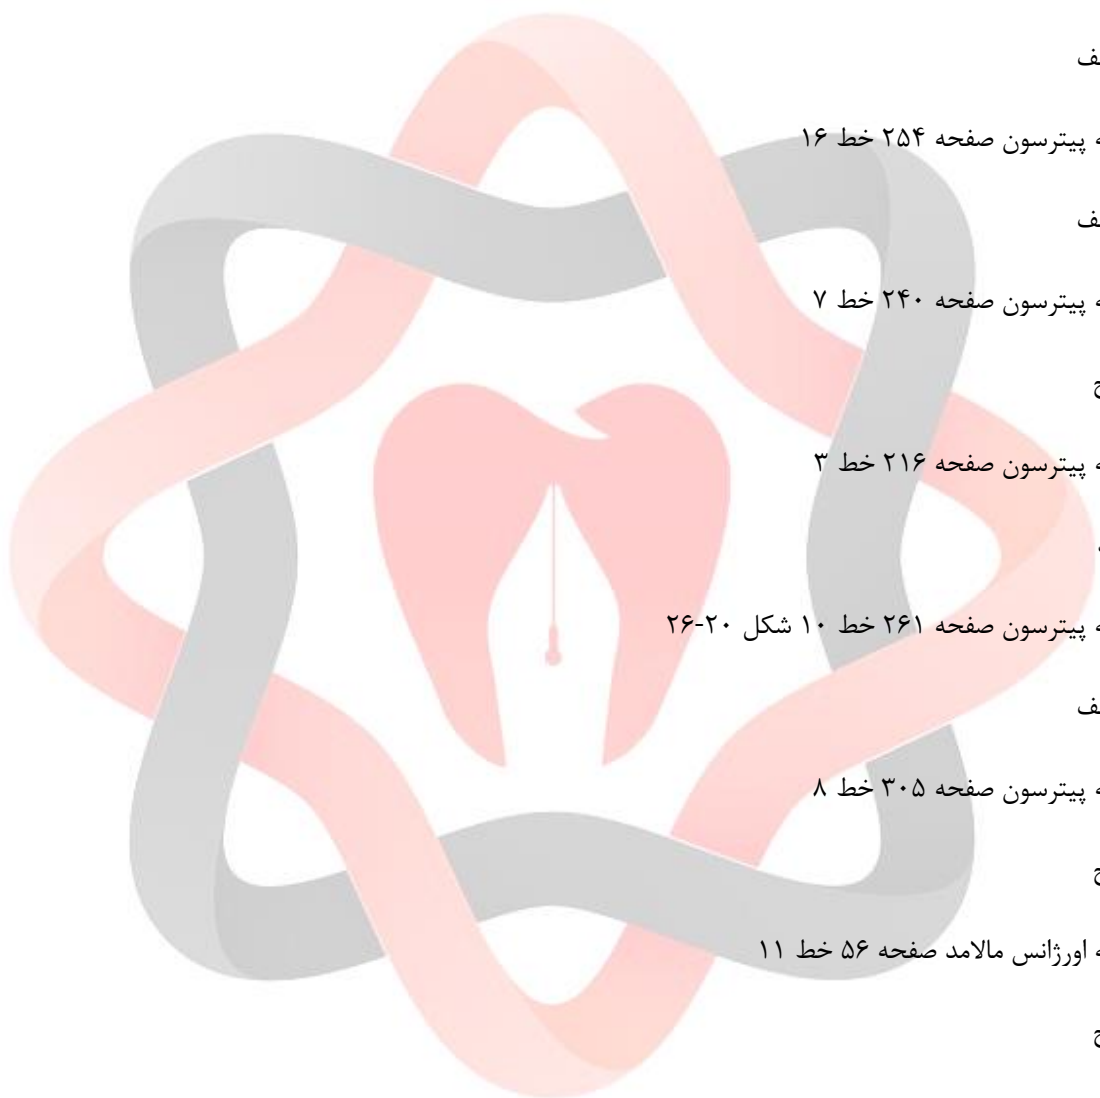 پیترسون صفحه ۲۵۴ خط ۱۶
پیترسون صفحه ۲۴۰ خط ۷
پیترسون صفحه ۲۱۶ خط ۳
پیترسون صفحه ۲۶۱ خط ۱۰ شکل ۲۰-۲۶
پیترسون صفحه ۳۰۵ خط ۸
اورژانس مالامد صفحه ۵۶ خط ۱۱